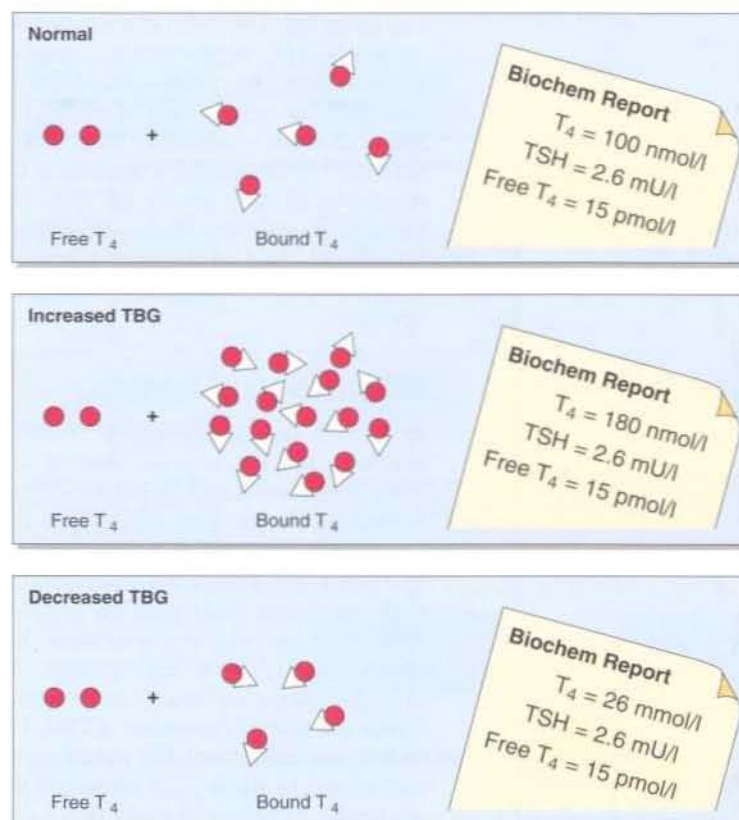 Normal
+
Free T₄
Bound T₄
Biochem Report
T₄ = 100 nmol/l
TSH = 2.6 mU/l
Free T₄ = 15 pmol/l
Increased TBG
+
Free T₄
Bound T₄
Biochem Report
T₄ = 180 nmol/l
TSH = 2.6 mU/l
Free T₄ = 15 pmol/l
Decreased TBG
+
Free T₄
Bound T₄
Biochem Report
T₄ = 26 mmol/l
TSH = 2.6 mU/l
Free T₄ = 15 pmol/l